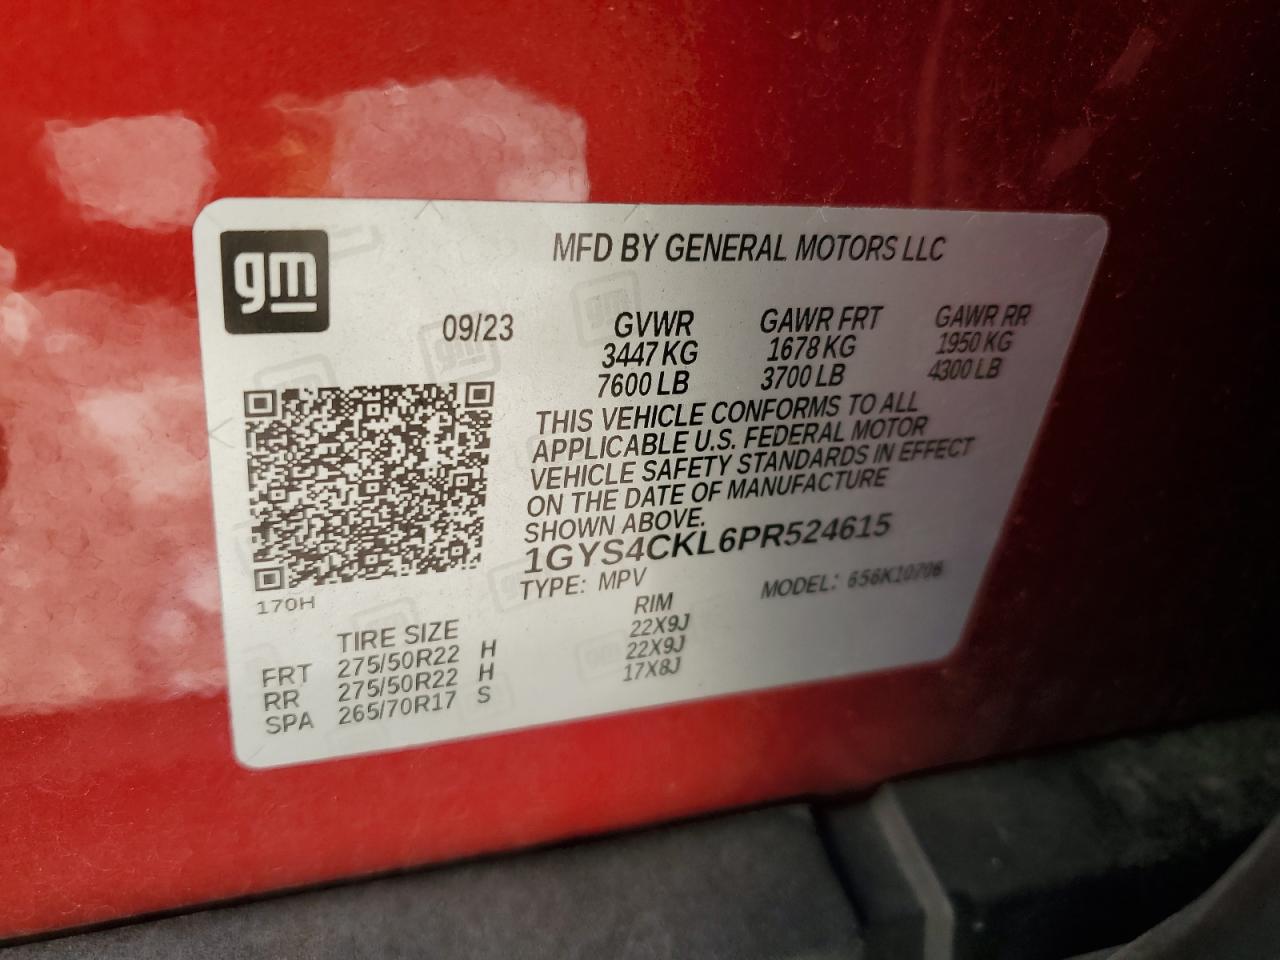 gm
MFD BY GENERAL MOTORS LLC
09/23 GVWR GAWR FRT GAWR RR
3447 KG 1678 KG 1950 KG
7600 LB 3700 LB 4300 LB
THIS VEHICLE CONFORMS TO ALL
APPLICABLE U.S. FEDERAL MOTOR
VEHICLE SAFETY STANDARDS IN EFFECT
ON THE DATE OF MANUFACTURE
SHOWN ABOVE.
1GYS4CKL6PR524615
TYPE: MPV MODEL:
170H
TIRE SIZE RIM
FRT 275/50R22 H 22X9J
RR 275/50R22 H 22X9J
SPA 265/70R17 S 17X8J